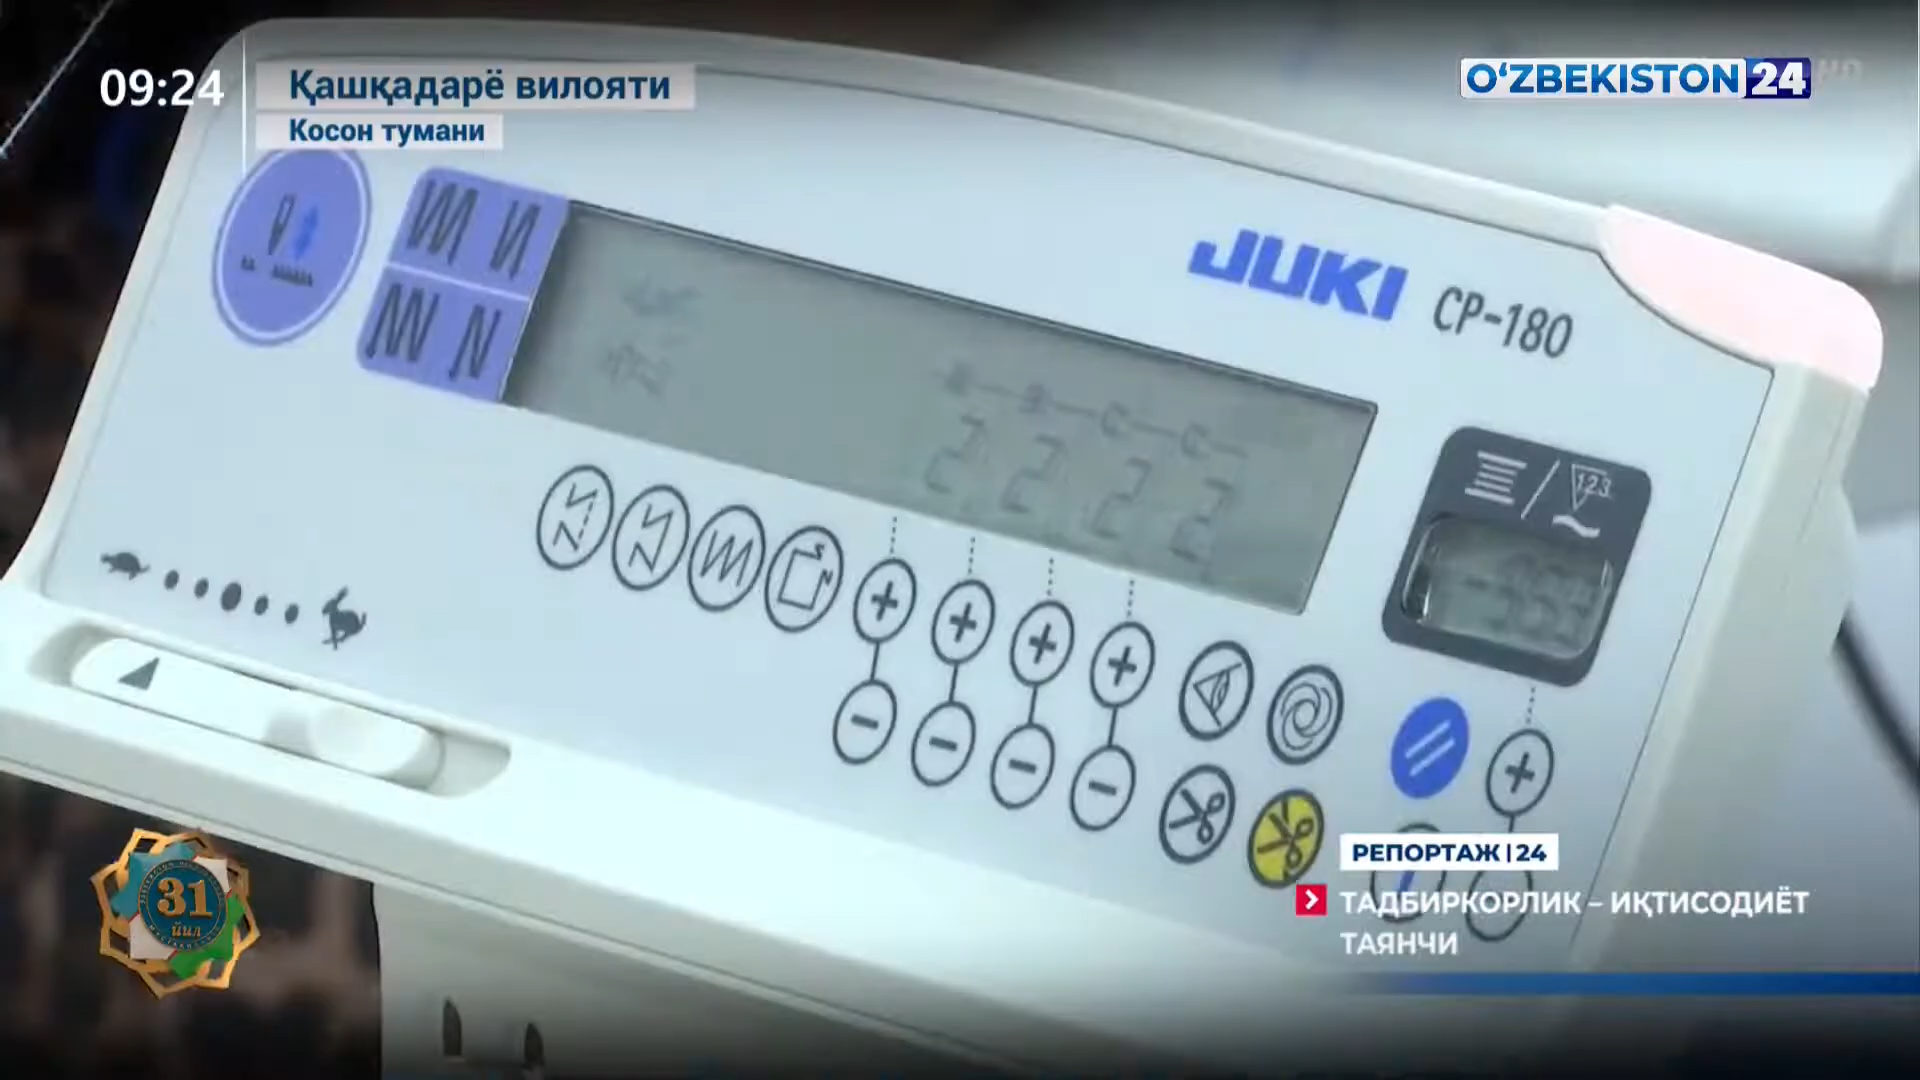 09:24
Қашқадарё вилояти
Косон тумани
O'ZBEKISTON 24
JUKI CP-180
123
2 2 2 2
31
йил
РЕПОРТАЖ | 24
ТАДБИРКОРЛИК – ИҚТИСОДИЁТ
ТАЯНЧИ